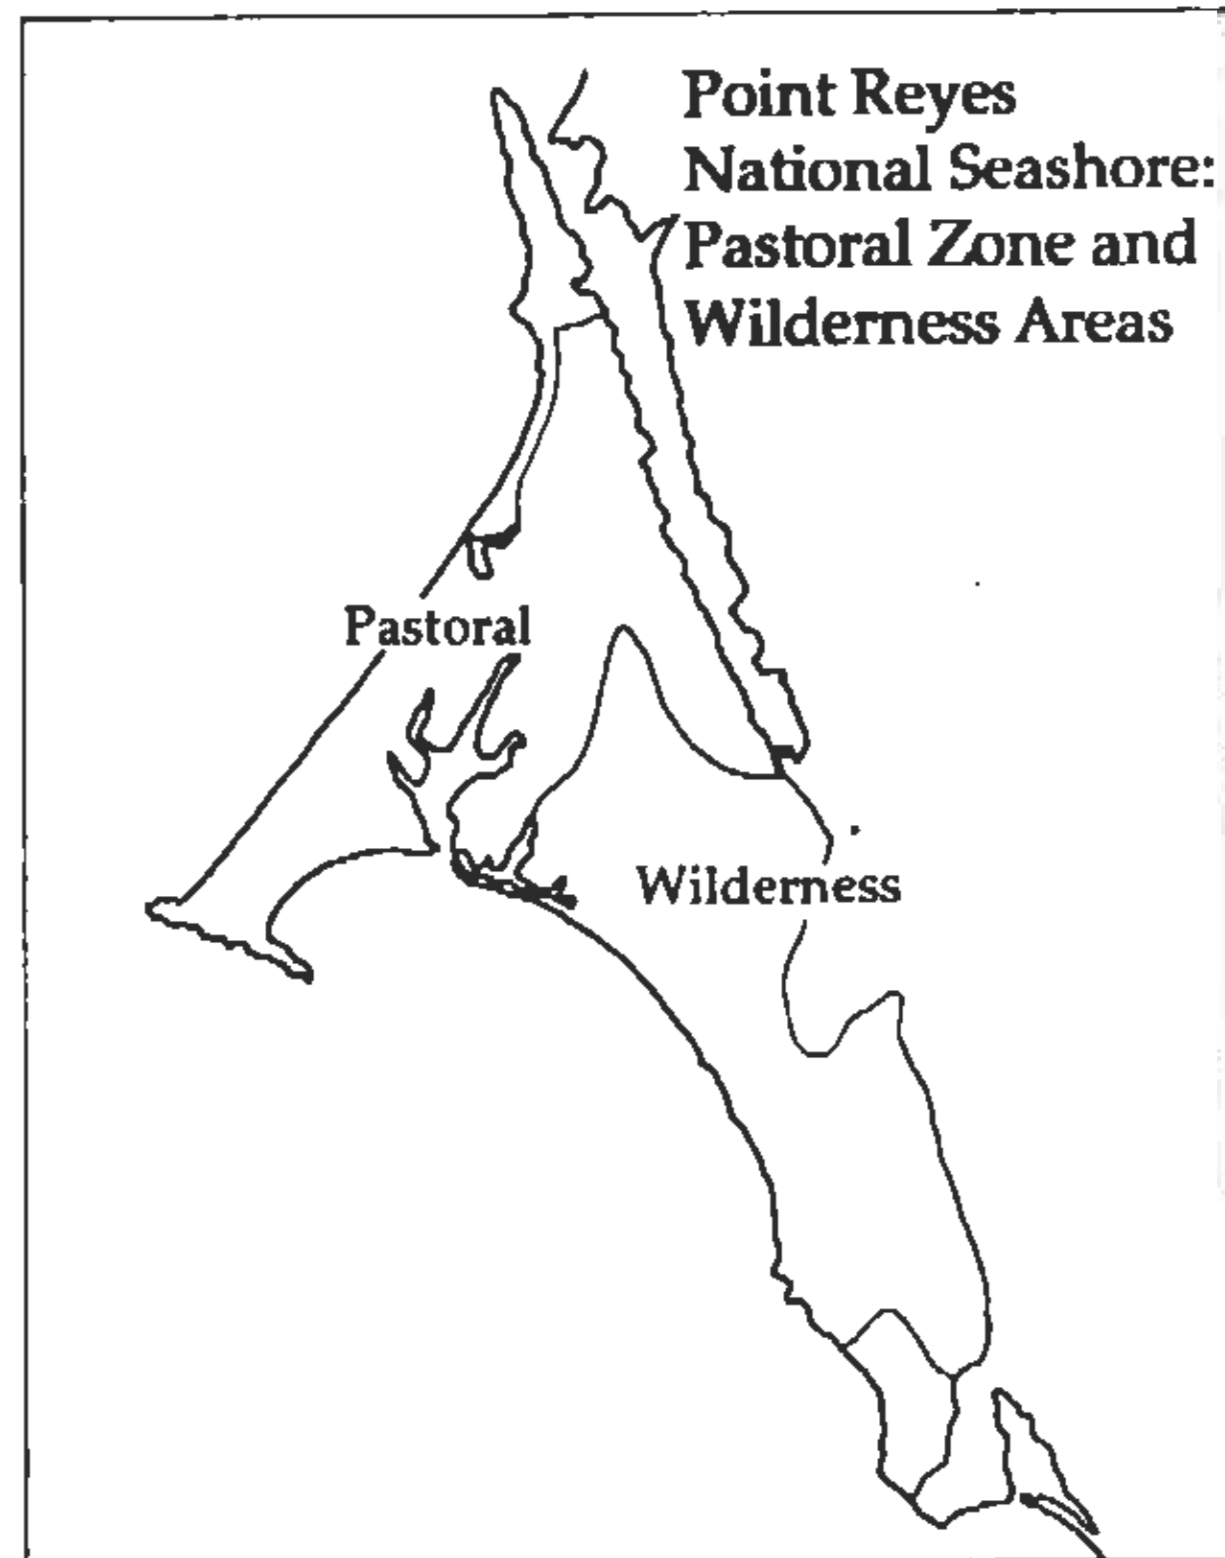 Point Reyes
National Seashore:
Pastoral Zone and
Wilderness Areas
Pastoral
Wilderness